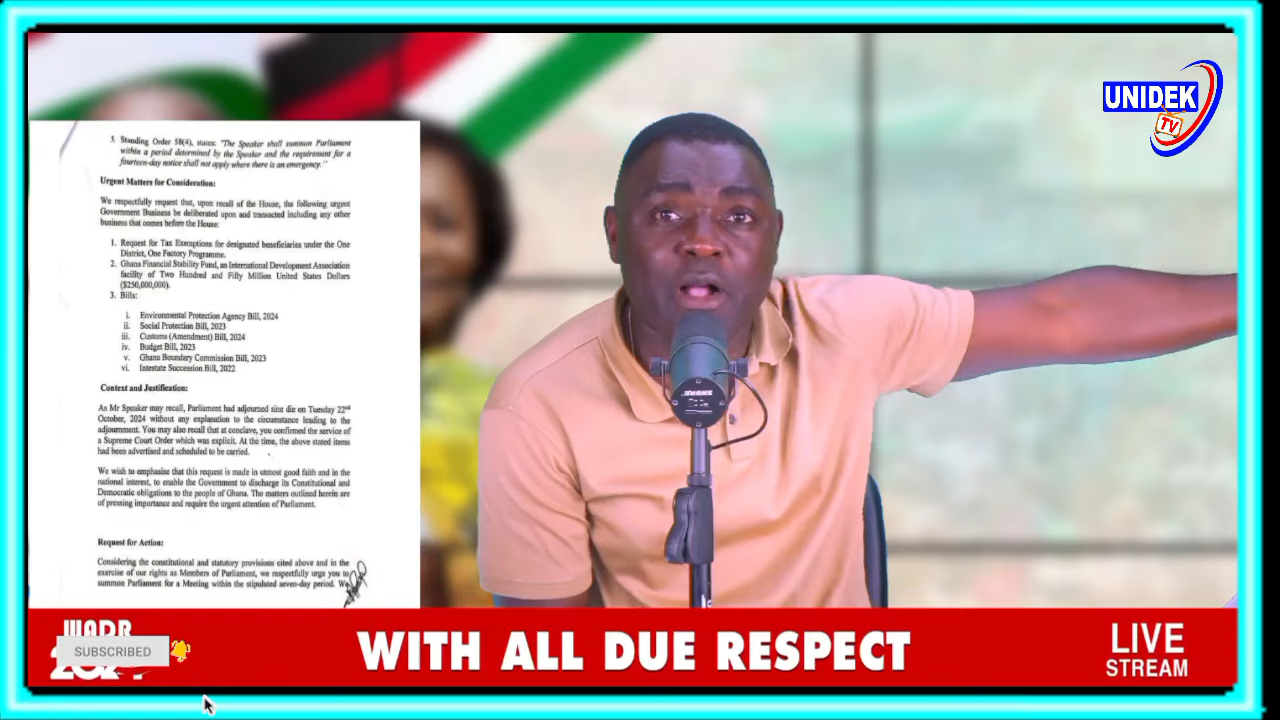 UNIDEK
TV
5. Standing Order 58(4), states: "The Speaker shall summon Parliament
within a period determined by the Speaker and the requirement for a
fourteen-day notice shall not apply where there is an emergency."
Urgent Matters for Consideration:
We respectfully request that, upon recall of the House, the following urgent
Government Business be deliberated upon and transacted including any other
business that comes before the House:
1. Request for Tax Exemptions for designated beneficiaries under the One
District, One Factory Programme.
2. Ghana Financial Stability Fund, an International Development Association
facility of Two Hundred and Fifty Million United States Dollars
($250,000,000).
3. Bills:
i. Environmental Protection Agency Bill, 2024
ii. Social Protection Bill, 2023
iii. Customs (Amendment) Bill, 2024
iv. Budget Bill, 2023
v. Ghana Boundary Commission Bill, 2023
vi. Intestate Succession Bill, 2022
Context and Justification:
As Mr Speaker may recall, Parliament had adjourned sine die on Tuesday 22nd
October, 2024 without any explanation to the circumstance leading to the
adjournment. You may also recall that at conclave, you confirmed the service of
a Supreme Court Order which was explicit. At the time, the above stated items
had been advertised and scheduled to be carried.
We wish to emphasise that this request is made in utmost good faith and in the
national interest, to enable the Government to discharge its Constitutional and
Democratic obligations to the people of Ghana. The matters outlined herein are
of pressing importance and require the urgent attention of Parliament.
Request for Action:
Considering the constitutional and statutory provisions cited above and in the
exercise of our rights as Members of Parliament, we respectfully urge you to
summon Parliament for a Meeting within the stipulated seven-day period. We
WADR
SUBSCRIBED
WITH ALL DUE RESPECT
LIVE
STREAM